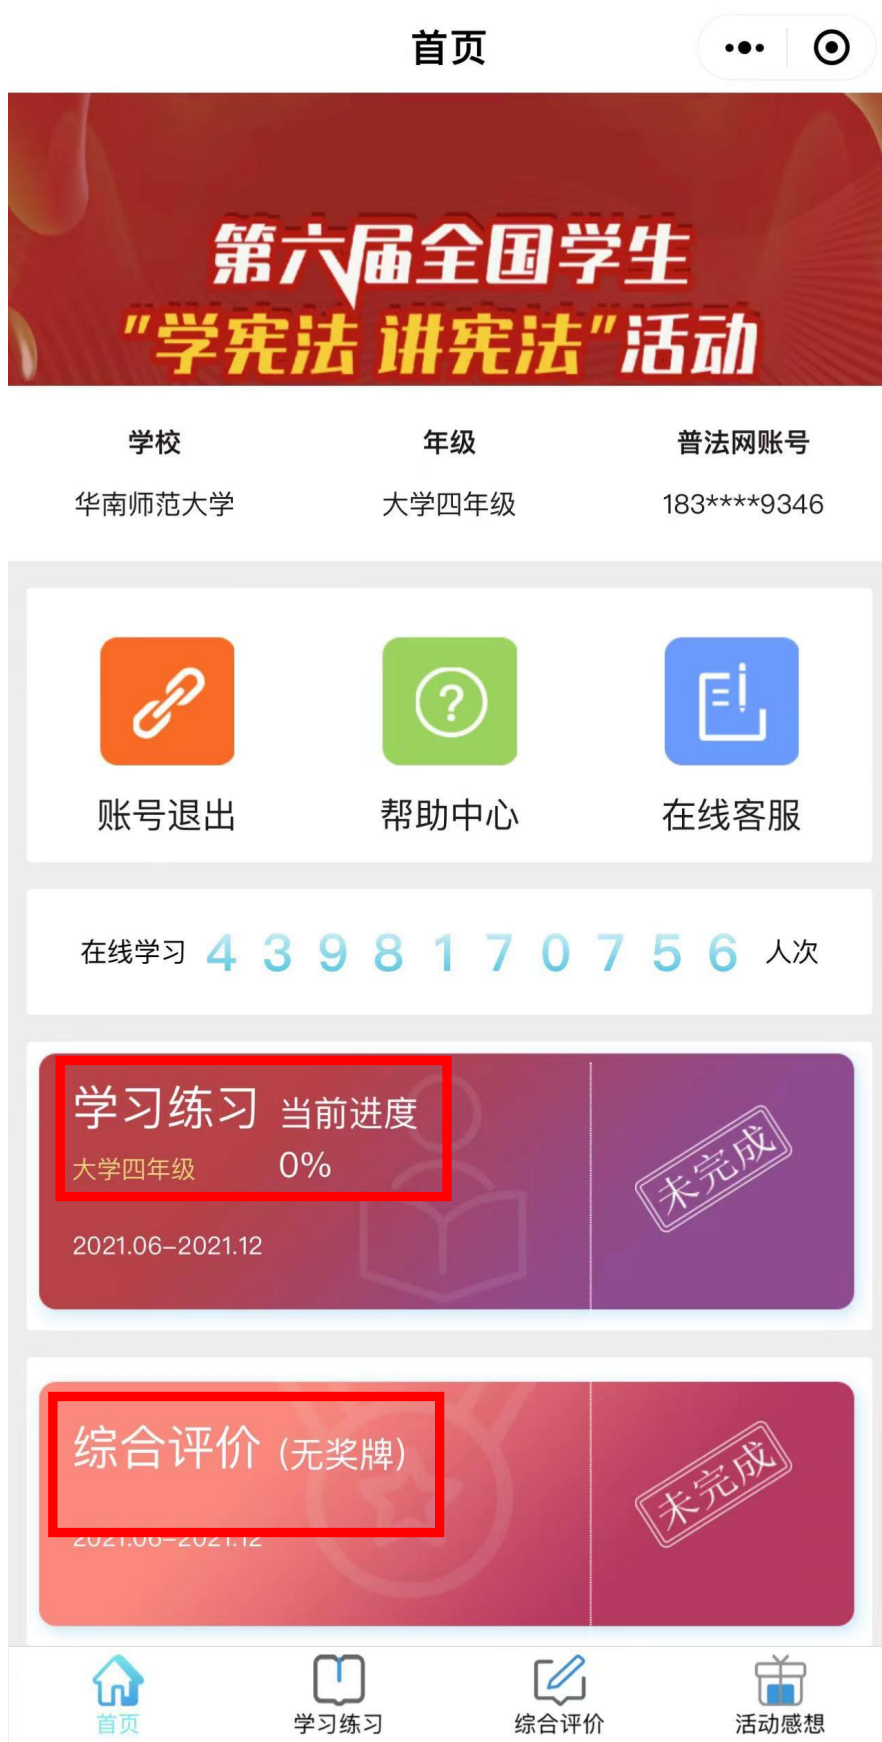 首页
第六届全国学生
"学宪法 讲宪法"活动
学校 年级 普法网账号
华南师范大学 大学四年级 183****9346
账号退出 帮助中心 在线客服
在线学习 4398170756 人次
学习练习 当前进度
大学四年级 0%
未完成
2021.06-2021.12
综合评价 (无奖牌)
未完成
2021.06-2021.12
首页 学习练习 综合评价 活动感想